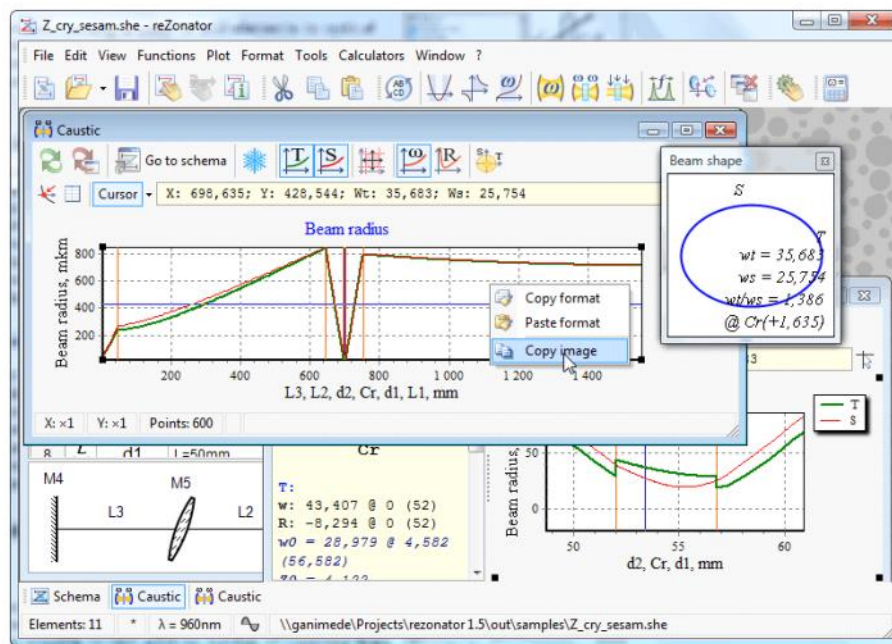 Z_cry_sesam.she - reZonator
File Edit View Functions Plot Format Tools Calculators Window ?
AB
CD
Caustic
Go to schema
T
S
ω
R
S
T
Cursor
X: 698,635; Y: 428,544; Wt: 35,683; Ws: 25,754
Beam shape
S
T
wt = 35,683
ws = 25,754
wt/ws = 1,386
@ Cr(+1,635)
Beam radius
Beam radius, mkm
800
600
400
200
200 400 600 800 1 000 1 200 1 400
L3, L2, d2, Cr, d1, L1, mm
Copy format
Paste format
Copy image
X: ×1 Y: ×1 Points: 600
8 L d1 L=50mm
M4
M5
L3
L2
Cr
T:
w: 43,407 @ 0 (52)
R: -8,294 @ 0 (52)
w0 = 28,979 @ 4,582
(56,582)
Beam radius,
50
0
50 55 60
d2, Cr, d1, mm
T
S
Schema Caustic Caustic
Elements: 11 * λ = 960nm \\ganimede\Projects\rezonator 1.5\out\samples\Z_cry_sesam.she